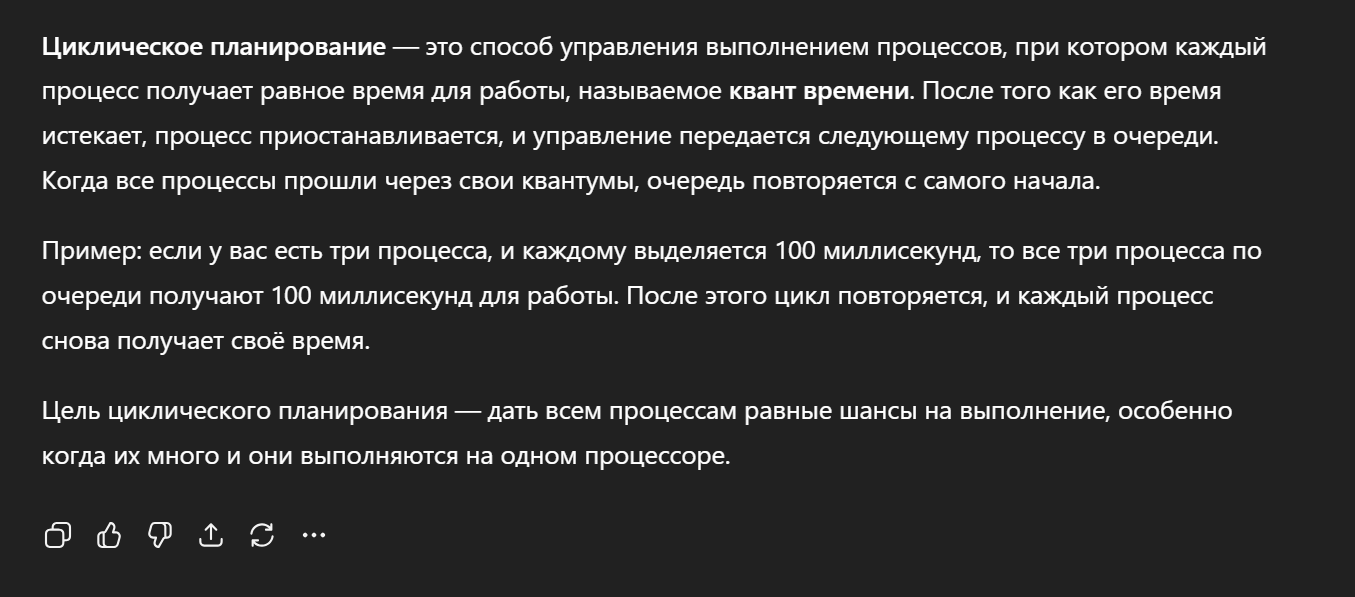 Циклическое планирование — это способ управления выполнением процессов, при котором каждый
процесс получает равное время для работы, называемое квант времени. После того как его время
истекает, процесс приостанавливается, и управление передается следующему процессу в очереди.
Когда все процессы прошли через свои квантумы, очередь повторяется с самого начала.
Пример: если у вас есть три процесса, и каждому выделяется 100 миллисекунд, то все три процесса по
очереди получают 100 миллисекунд для работы. После этого цикл повторяется, и каждый процесс
снова получает своё время.
Цель циклического планирования — дать всем процессам равные шансы на выполнение, особенно
когда их много и они выполняются на одном процессоре.